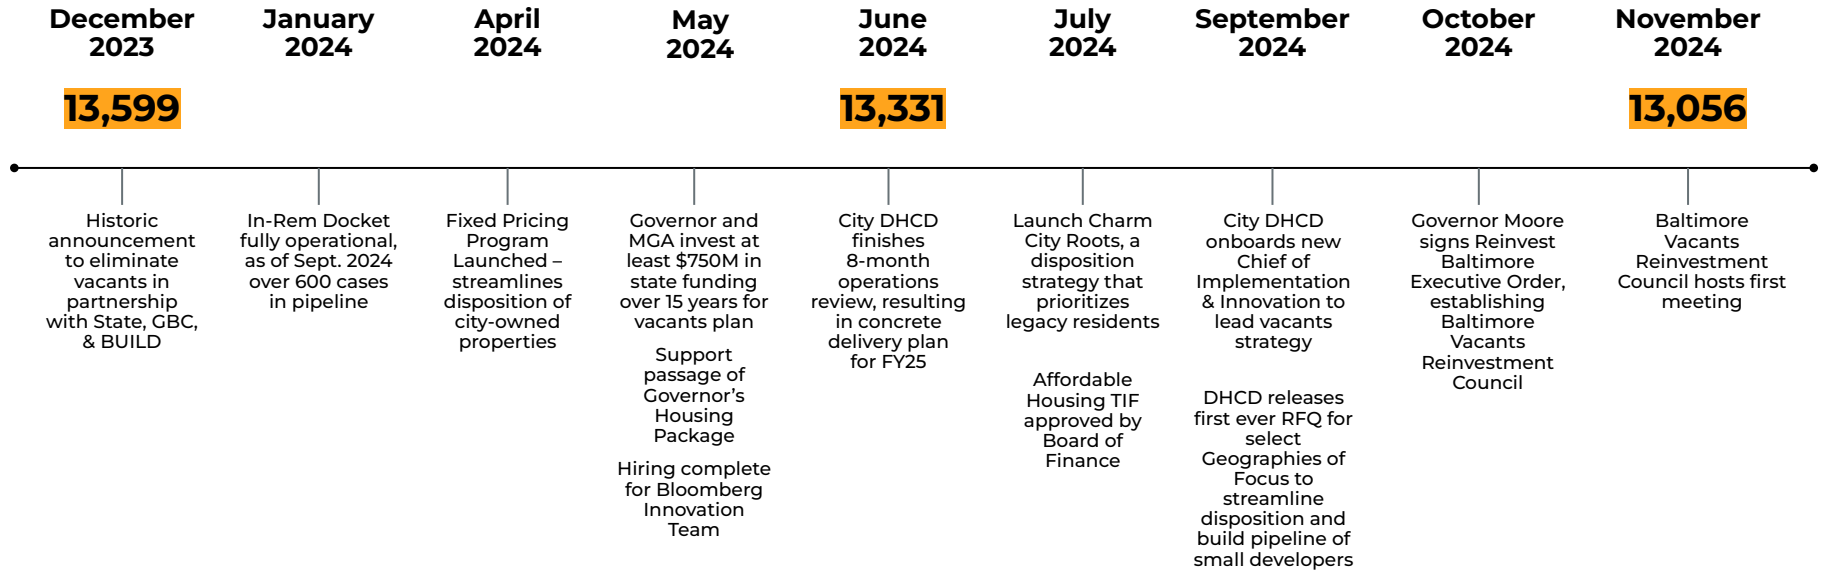 December
2023
January
2024
April
2024
May
2024
June
2024
July
2024
September
2024
October
2024
November
2024
13,599
13,331
13,056
Historic
announcement
to eliminate
vacants in
partnership
with State, GBC,
& BUILD
In-Rem Docket
fully operational,
as of Sept. 2024
over 600 cases
in pipeline
Fixed Pricing
Program
Launched –
streamlines
disposition of
city-owned
properties
Governor and
MGA invest at
least $750M in
state funding
over 15 years for
vacants plan
Support
passage of
Governor’s
Housing
Package
Hiring complete
for Bloomberg
Innovation
Team
City DHCD
finishes
8-month
operations
review, resulting
in concrete
delivery plan
for FY25
Launch Charm
City Roots, a
disposition
strategy that
prioritizes
legacy residents
Affordable
Housing TIF
approved by
Board of
Finance
City DHCD
onboards new
Chief of
Implementation
& Innovation to
lead vacants
strategy
DHCD releases
first ever RFQ for
select
Geographies of
Focus to
streamline
disposition and
build pipeline of
small developers
Governor Moore
signs Reinvest
Baltimore
Executive Order,
establishing
Baltimore
Vacants
Reinvestment
Council
Baltimore
Vacants
Reinvestment
Council hosts first
meeting